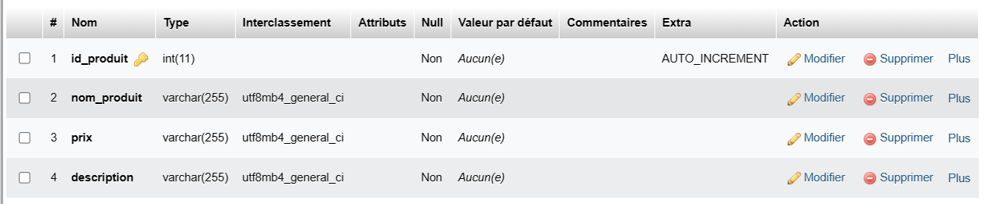 # Nom Type Interclassement Attributs Null Valeur par défaut Commentaires Extra Action
1 id_produit int(11) Non Aucun(e) AUTO_INCREMENT Modifier Supprimer Plus
2 nom_produit varchar(255) utf8mb4_general_ci Non Aucun(e) Modifier Supprimer Plus
3 prix varchar(255) utf8mb4_general_ci Non Aucun(e) Modifier Supprimer Plus
4 description varchar(255) utf8mb4_general_ci Non Aucun(e) Modifier Supprimer Plus